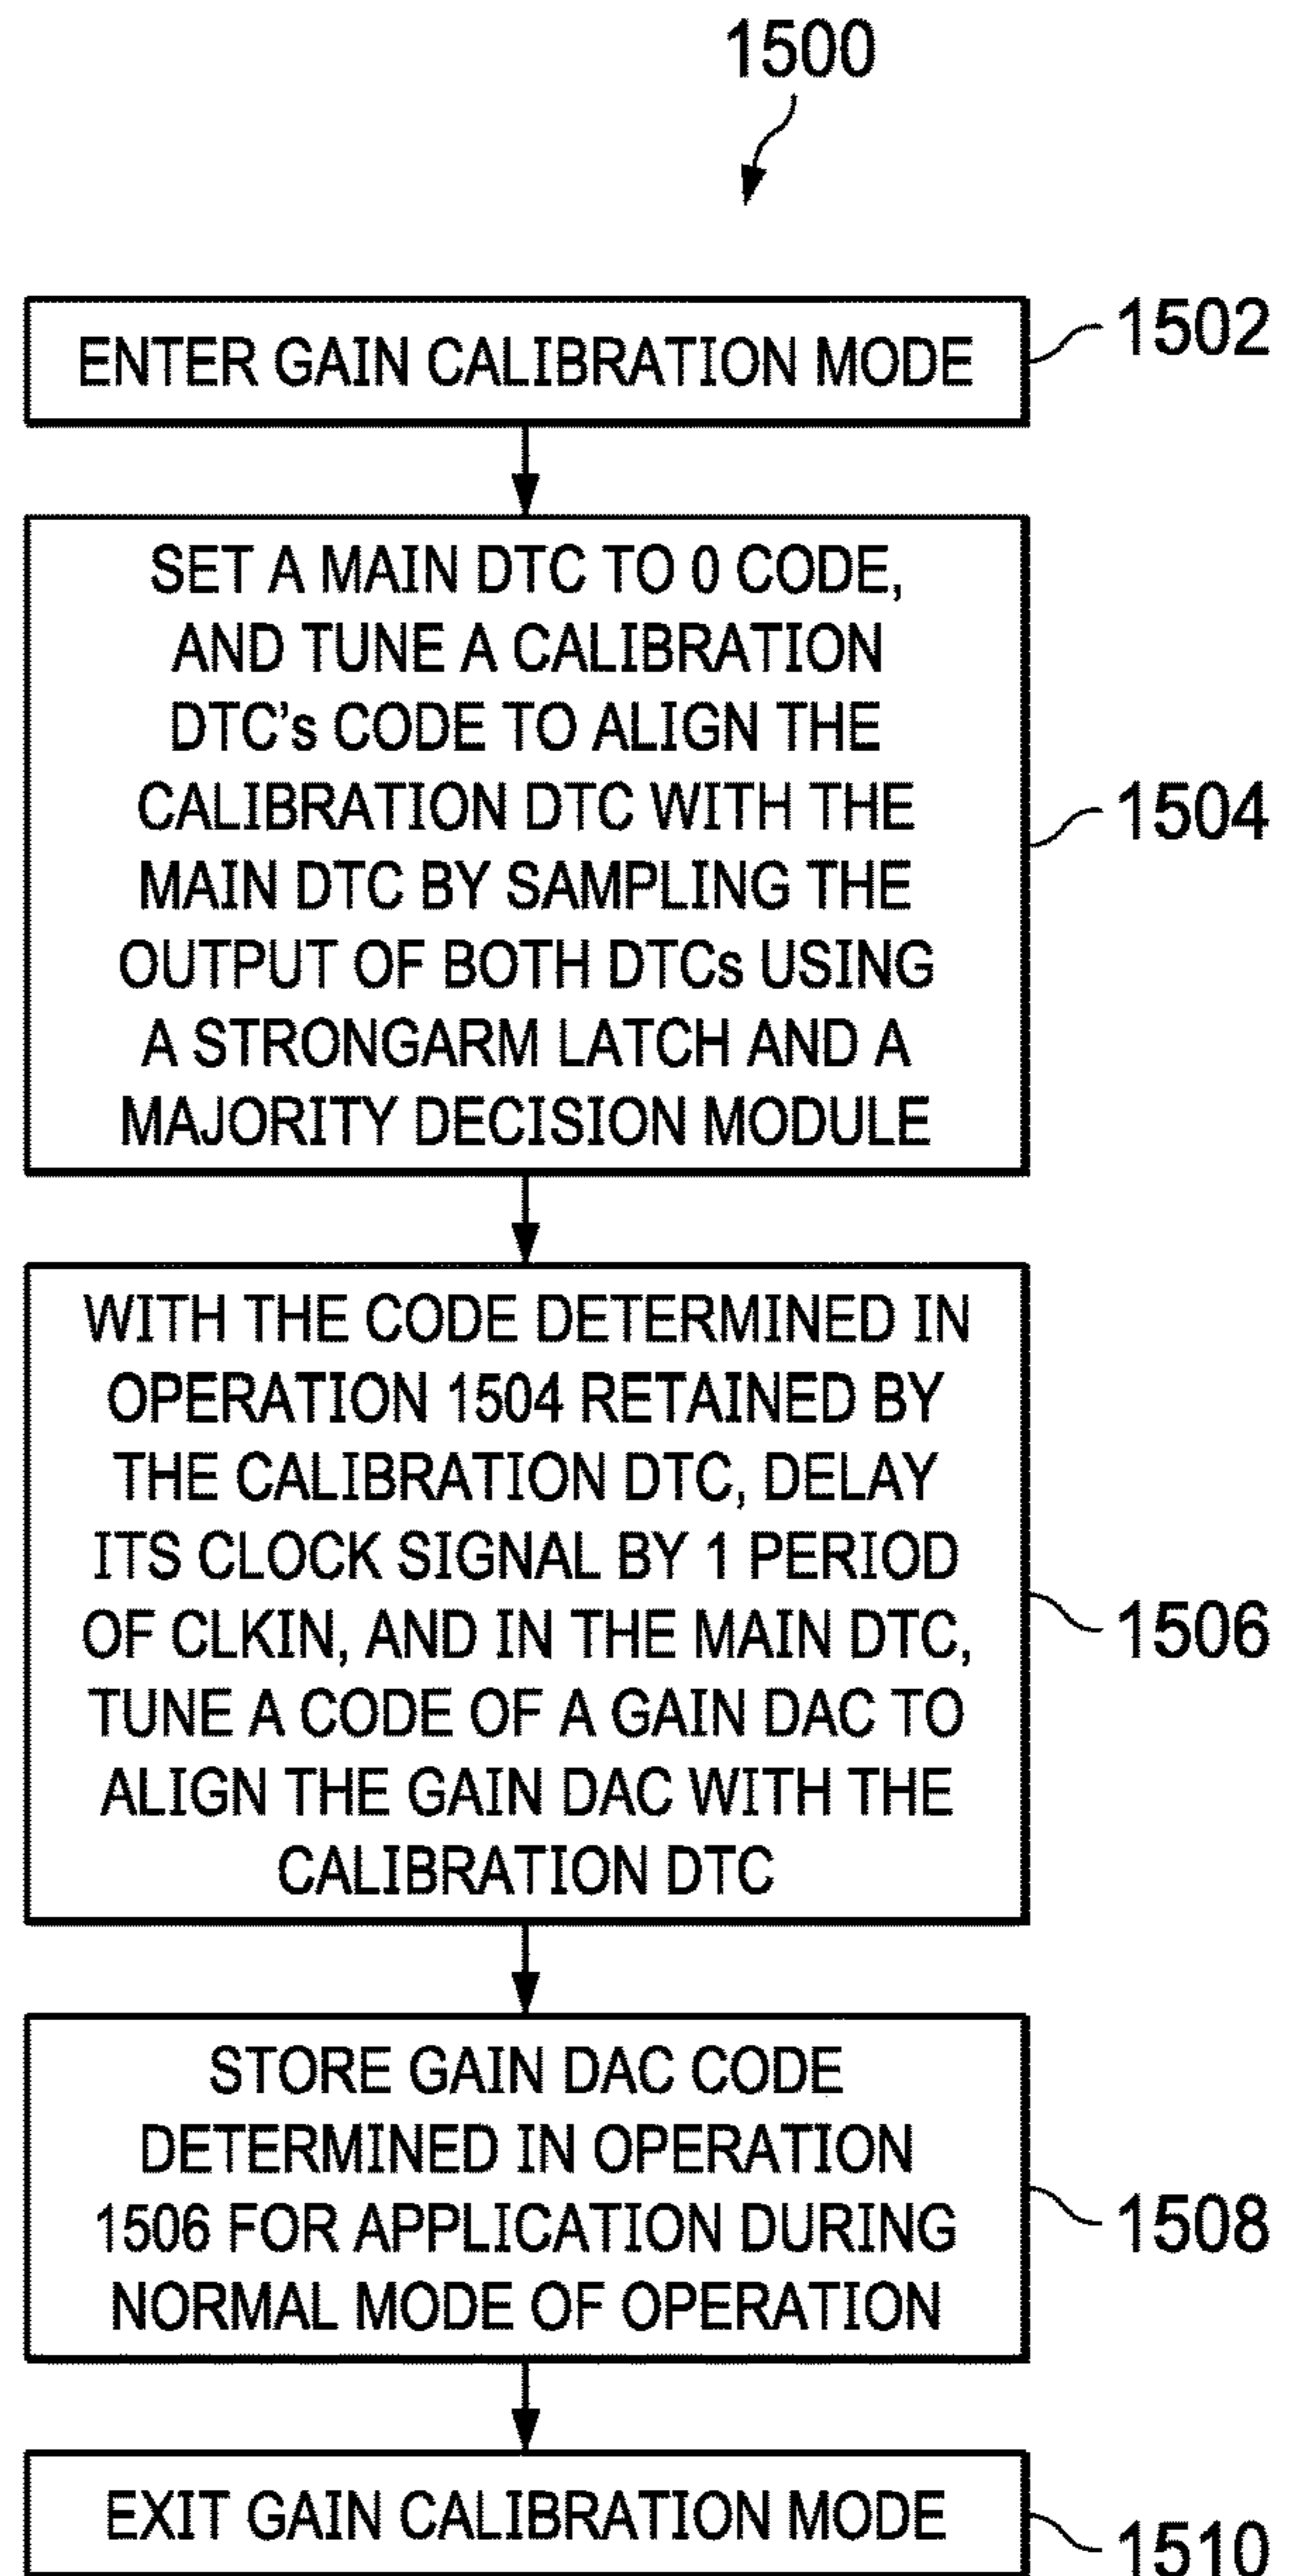 1500
ENTER GAIN CALIBRATION MODE
1502
SET A MAIN DTC TO 0 CODE,
AND TUNE A CALIBRATION
DTC's CODE TO ALIGN THE
CALIBRATION DTC WITH THE
MAIN DTC BY SAMPLING THE
OUTPUT OF BOTH DTCs USING
A STRONGARM LATCH AND A
MAJORITY DECISION MODULE
1504
WITH THE CODE DETERMINED IN
OPERATION 1504 RETAINED BY
THE CALIBRATION DTC, DELAY
ITS CLOCK SIGNAL BY 1 PERIOD
OF CLKIN, AND IN THE MAIN DTC,
TUNE A CODE OF A GAIN DAC TO
ALIGN THE GAIN DAC WITH THE
CALIBRATION DTC
1506
STORE GAIN DAC CODE
DETERMINED IN OPERATION
1506 FOR APPLICATION DURING
NORMAL MODE OF OPERATION
1508
EXIT GAIN CALIBRATION MODE
1510